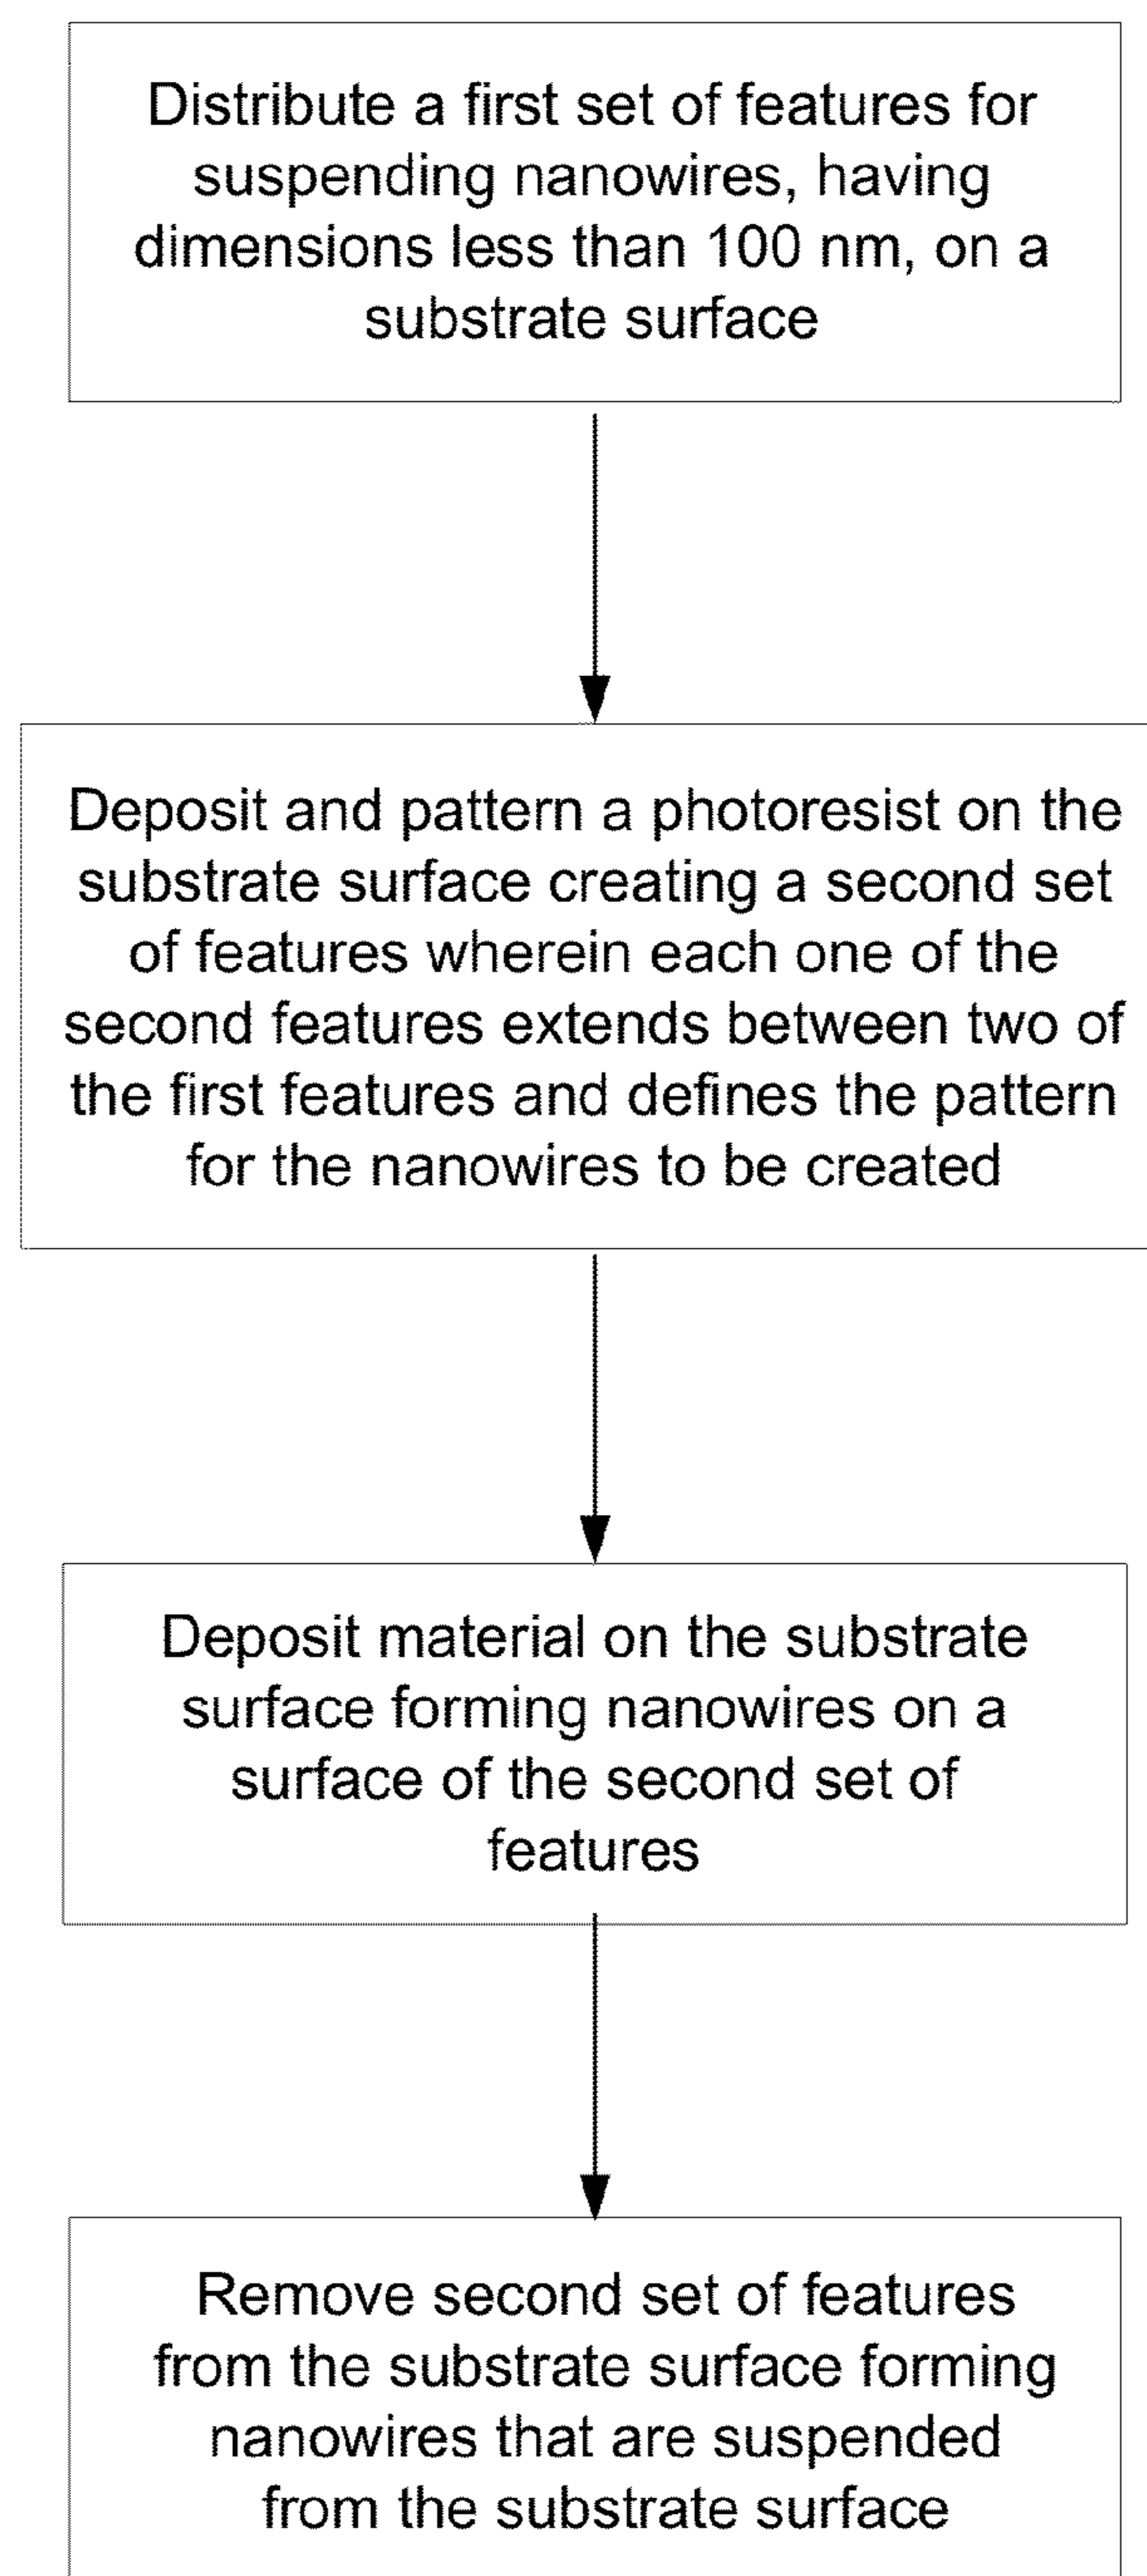 Distribute a first set of features for
suspending nanowires, having
dimensions less than 100 nm, on a
substrate surface
Deposit and pattern a photoresist on the
substrate surface creating a second set
of features wherein each one of the
second features extends between two of
the first features and defines the pattern
for the nanowires to be created
Deposit material on the substrate
surface forming nanowires on a
surface of the second set of
features
Remove second set of features
from the substrate surface forming
nanowires that are suspended
from the substrate surface